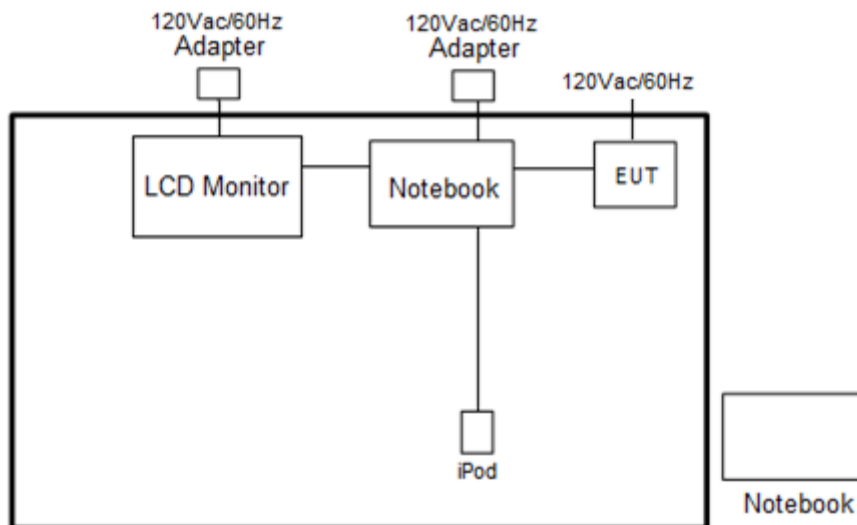 120Vac/60Hz
Adapter
120Vac/60Hz
Adapter
120Vac/60Hz
LCD Monitor
Notebook
EUT
iPod
Notebook